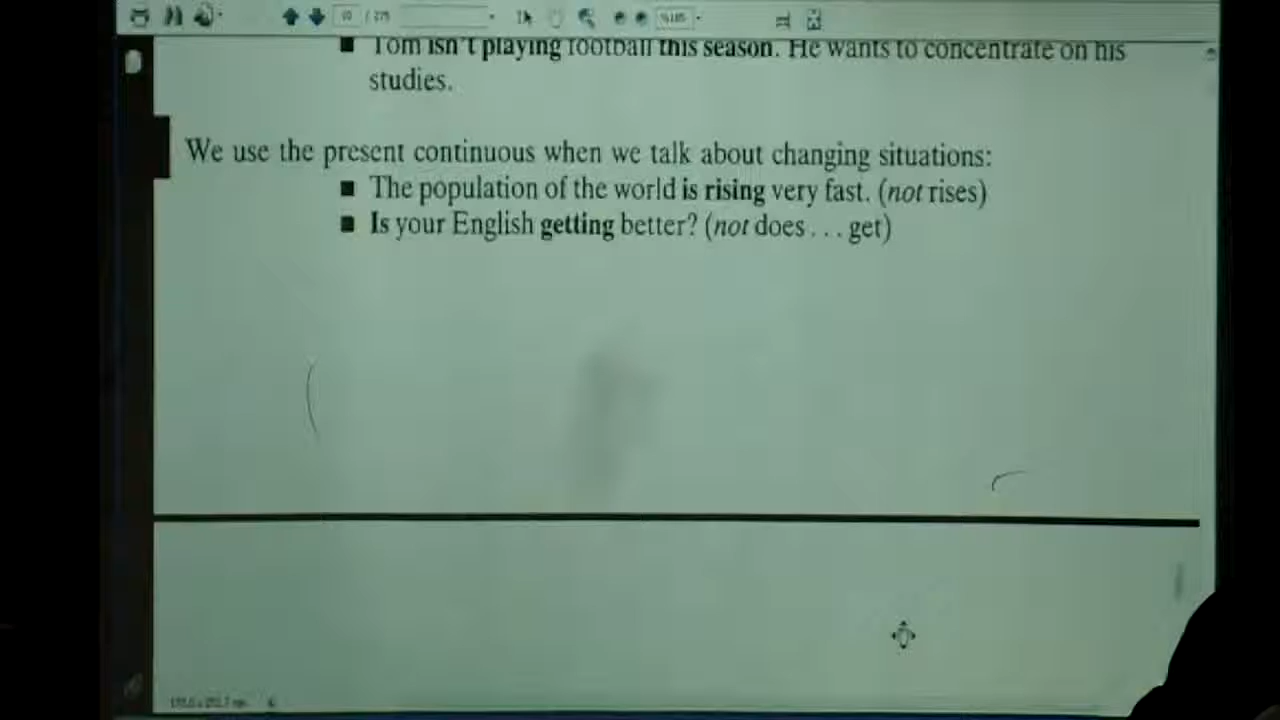 ■ Tom isn't playing football this season. He wants to concentrate on his
studies.
We use the present continuous when we talk about changing situations:
■ The population of the world is rising very fast. (not rises)
■ Is your English getting better? (not does . . . get)